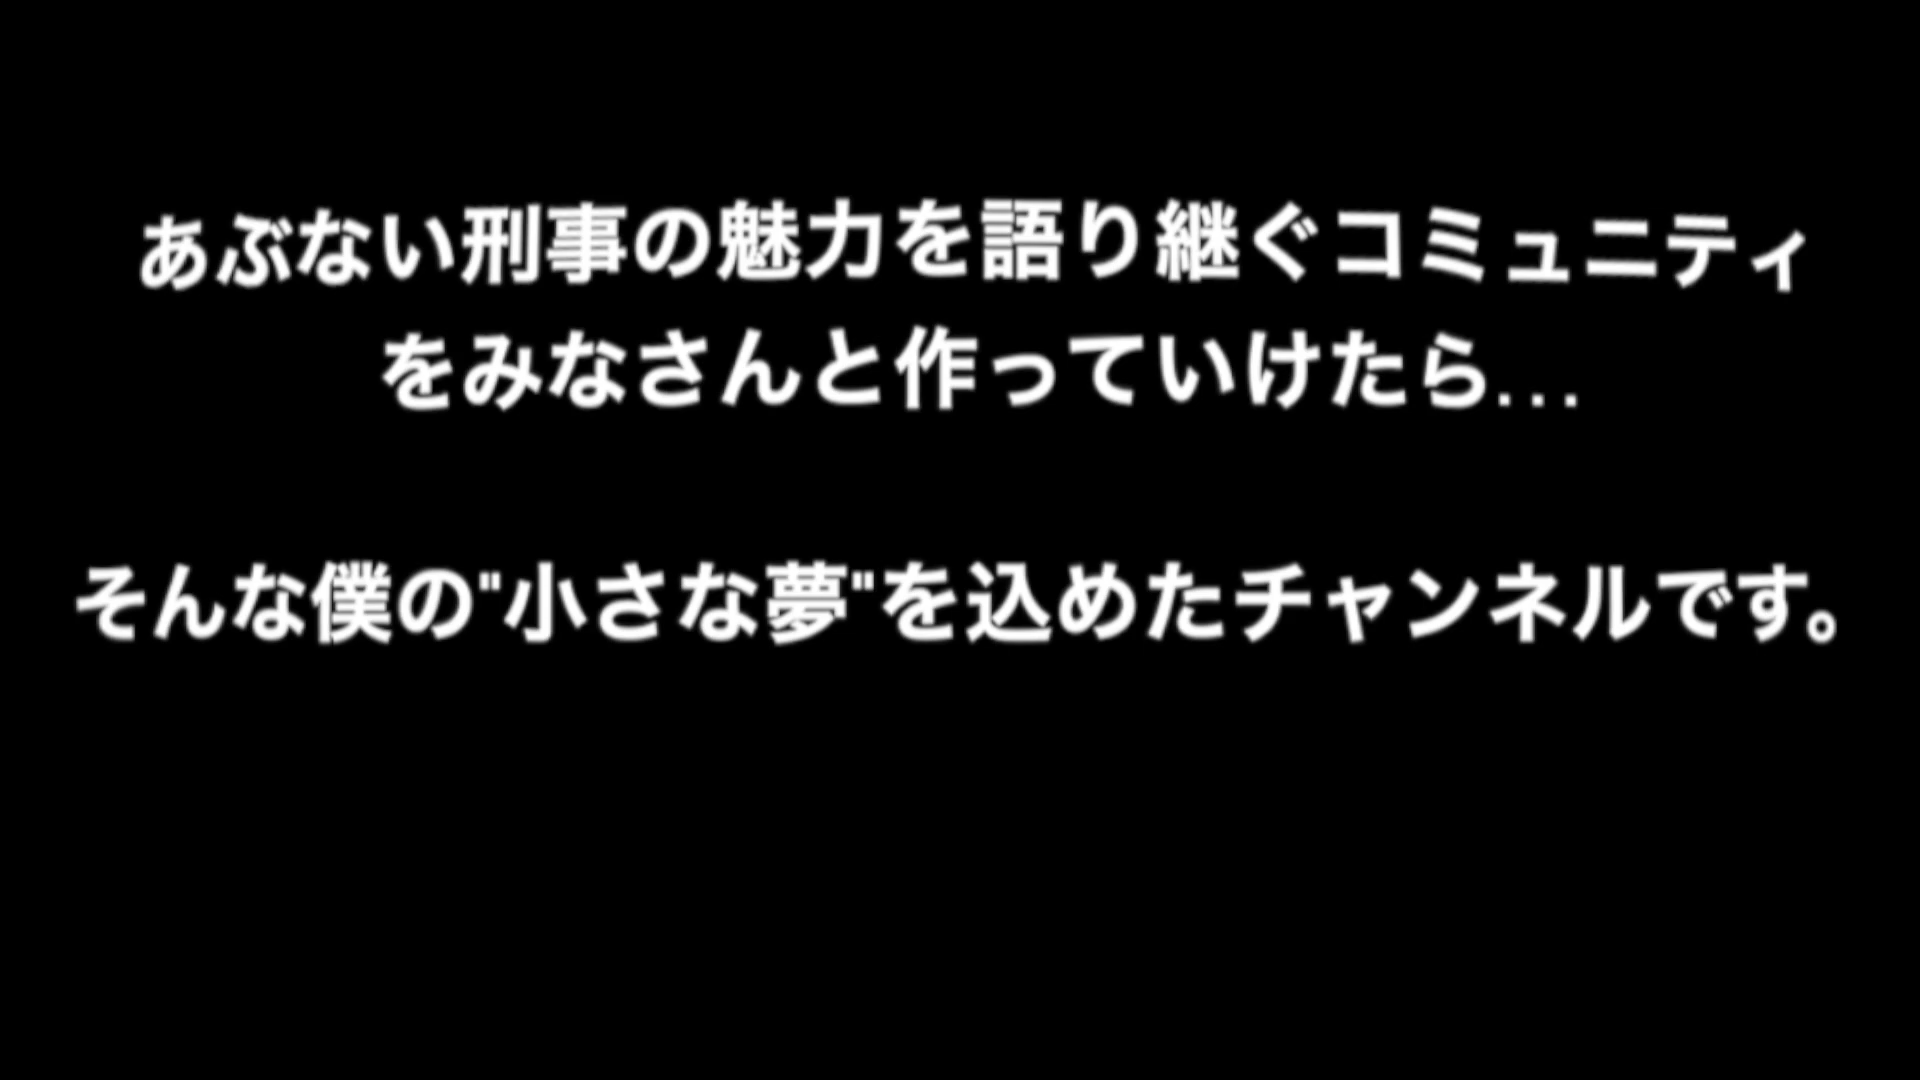 あぶない刑事の魅力を語り継ぐコミュニティ
をみなさんと作っていけたら...
そんな僕の"小さな夢"を込めたチャンネルです。